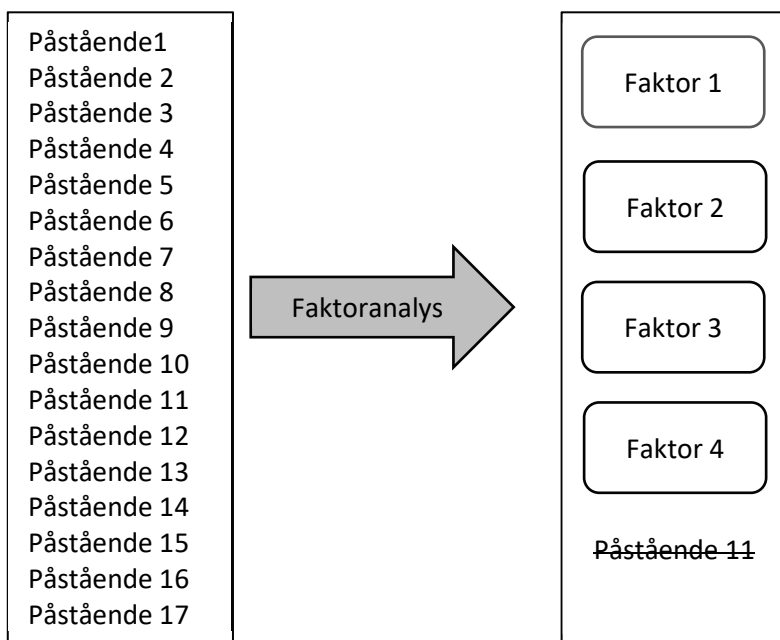 Påstående1
Påstående 2
Påstående 3
Påstående 4
Påstående 5
Påstående 6
Påstående 7
Påstående 8
Påstående 9
Påstående 10
Påstående 11
Påstående 12
Påstående 13
Påstående 14
Påstående 15
Påstående 16
Påstående 17
Faktoranalys
Faktor 1
Faktor 2
Faktor 3
Faktor 4
Påstående 11